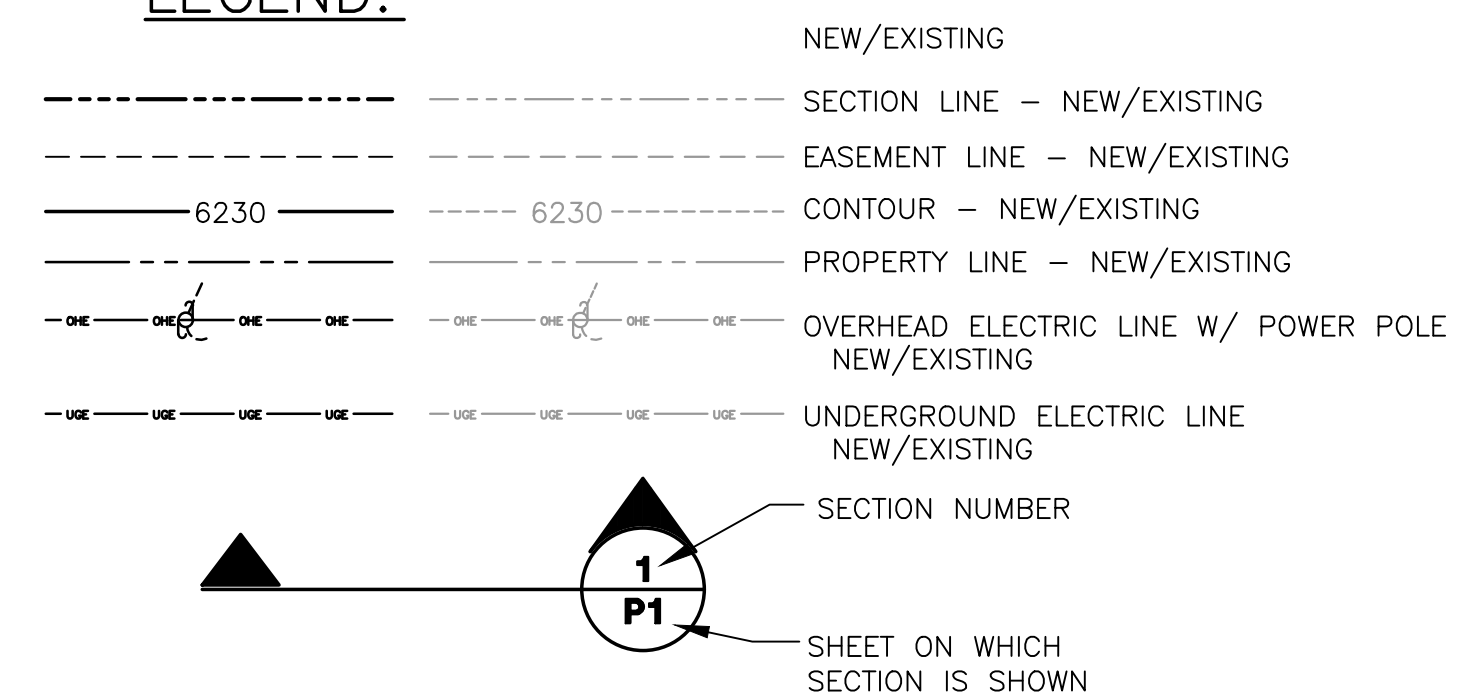 LEGEND:
NEW/EXISTING
SECTION LINE – NEW/EXISTING
EASEMENT LINE – NEW/EXISTING
6230 6230 CONTOUR – NEW/EXISTING
PROPERTY LINE – NEW/EXISTING
OHE OHE OHE OHE OHE OHE OHE OHE OVERHEAD ELECTRIC LINE W/ POWER POLE
NEW/EXISTING
UGE UGE UGE UGE UGE UGE UGE UGE UNDERGROUND ELECTRIC LINE
NEW/EXISTING
SECTION NUMBER
1
P1
SHEET ON WHICH
SECTION IS SHOWN